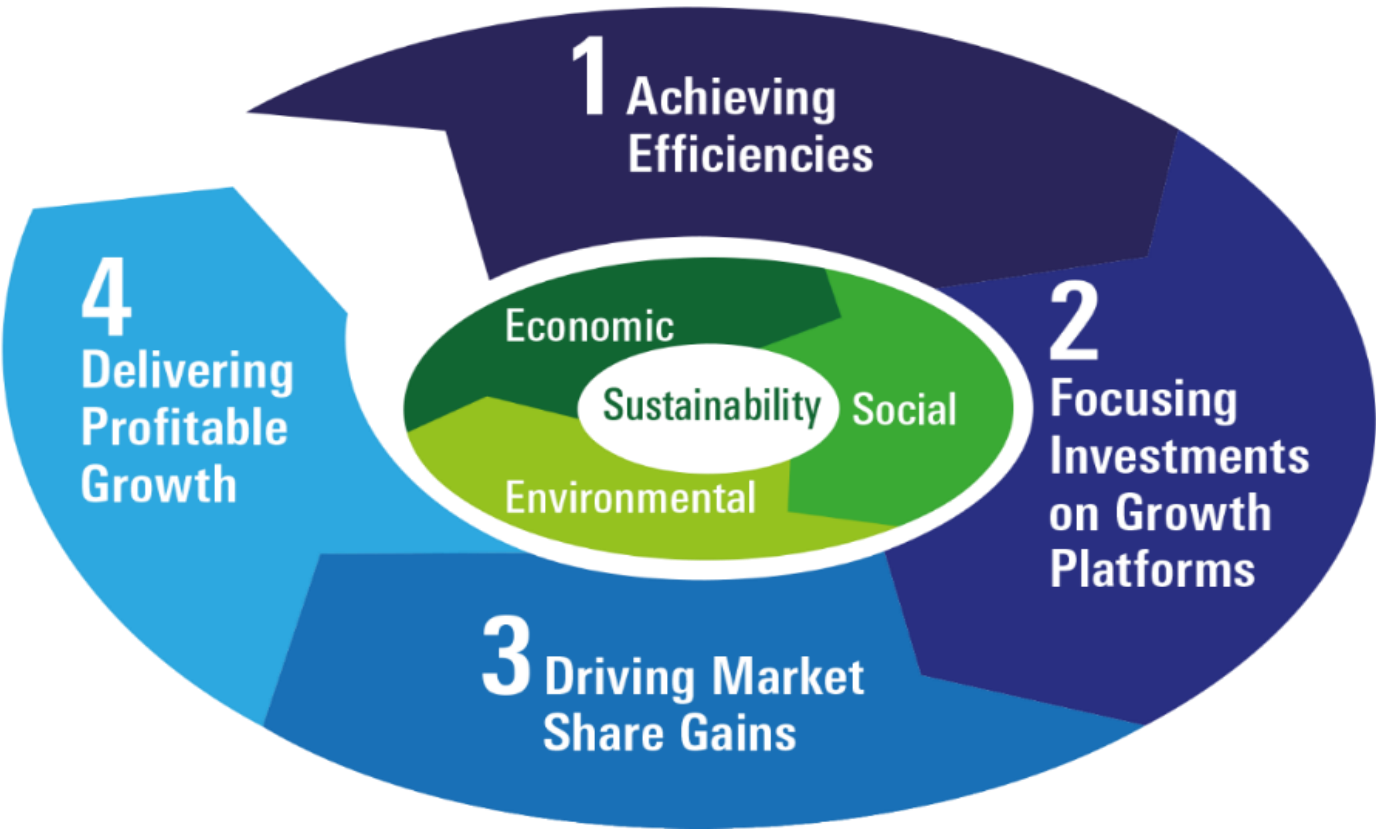 1 Achieving
Efficiencies
2
Focusing
Investments
on Growth
Platforms
3 Driving Market
Share Gains
4
Delivering
Profitable
Growth
Economic
Social
Environmental
Sustainability